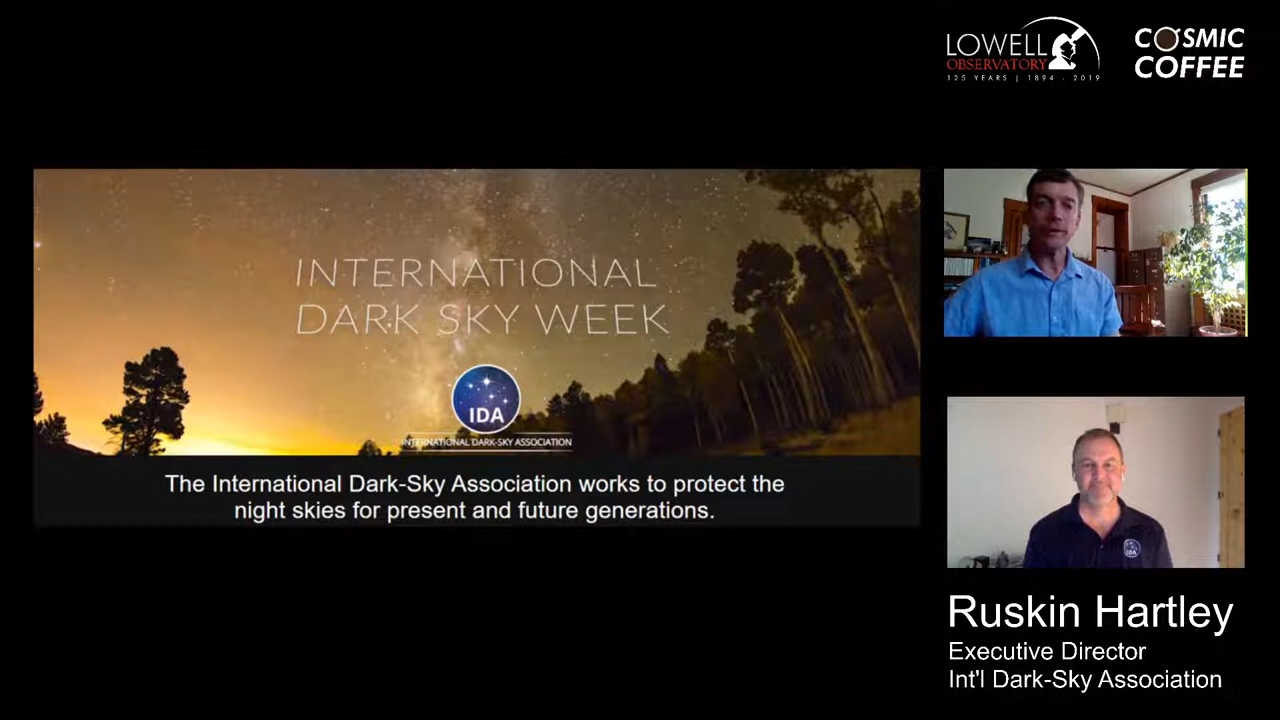 LOWELL
OBSERVATORY
125 YEARS | 1894 - 2019
COSMIC
COFFEE
INTERNATIONAL
DARK SKY WEEK
IDA
INTERNATIONAL DARK-SKY ASSOCIATION
The International Dark-Sky Association works to protect the
night skies for present and future generations.
IDA
Ruskin Hartley
Executive Director
Int'l Dark-Sky Association